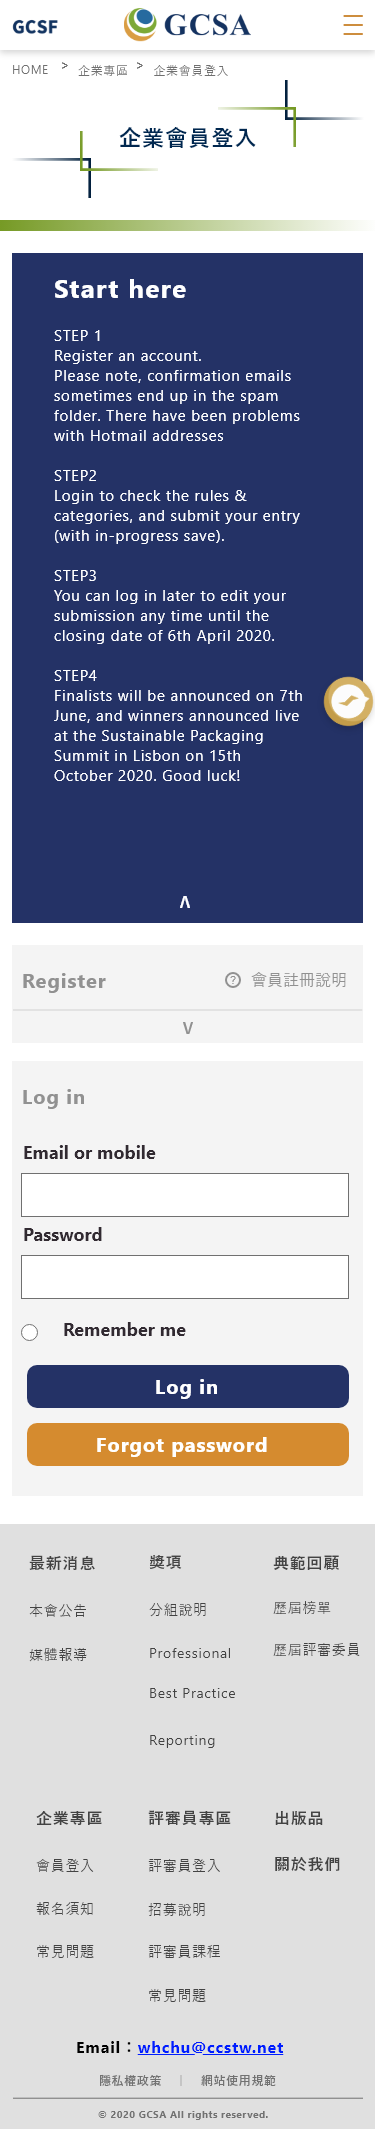 GCSF
GCSA
HOME > 企業專區 > 企業會員登入
企業會員登入
Start here
STEP 1
Register an account.
Please note, confirmation emails
sometimes end up in the spam
folder. There have been problems
with Hotmail addresses
STEP2
Login to check the rules &
categories, and submit your entry
(with in-progress save).
STEP3
You can log in later to edit your
submission any time until the
closing date of 6th April 2020.
STEP4
Finalists will be announced on 7th
June, and winners announced live
at the Sustainable Packaging
Summit in Lisbon on 15th
October 2020. Good luck!
Register ? 會員註冊說明
Log in
Email or mobile
Password
Remember me
Log in
Forgot password
最新消息
本會公告
媒體報導
獎項
分組說明
Professional
Best Practice
Reporting
典範回顧
歷屆榜單
歷屆評審委員
企業專區
會員登入
報名須知
常見問題
評審員專區
評審員登入
招募說明
評審員課程
常見問題
出版品
關於我們
Email：whchu@ccstw.net
隱私權政策 | 網站使用規範
© 2020 GCSA All rights reserved.